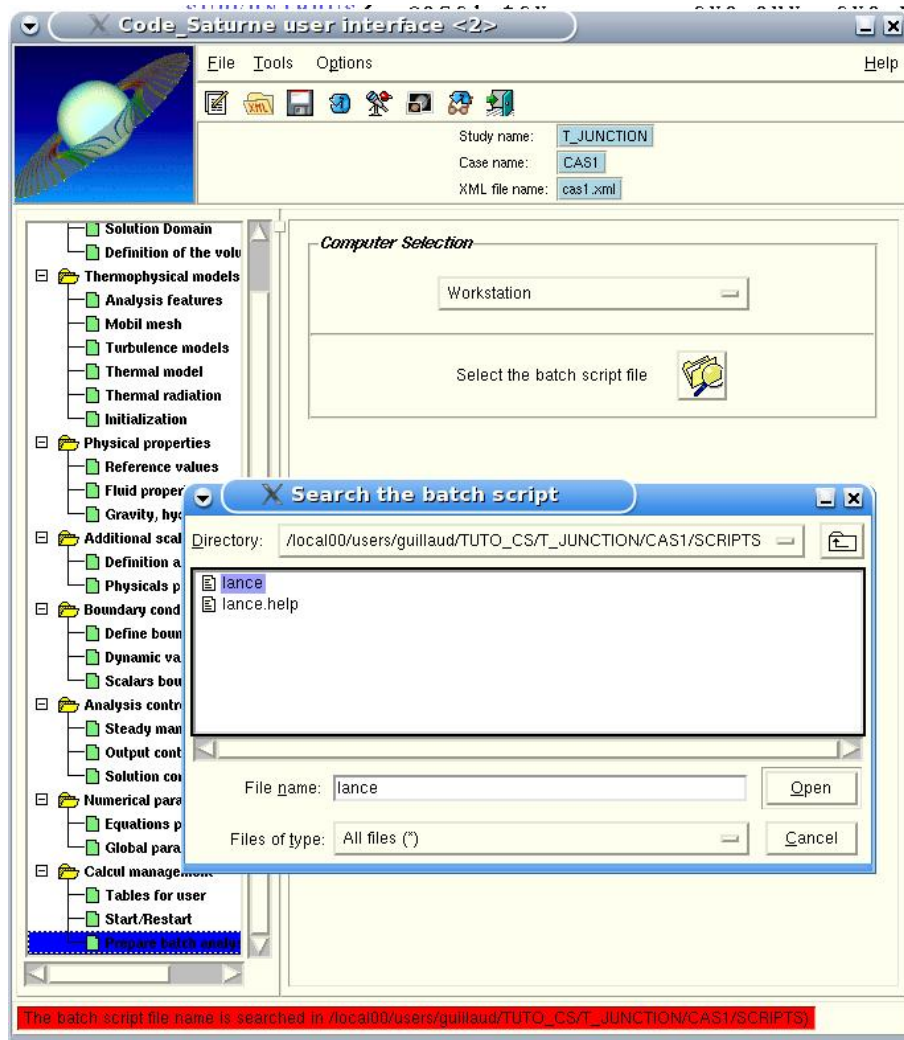 Code_Saturne user interface <2>
File Tools Options Help
Study name: T_JUNCTION
Case name: CAS1
XML file name: cas1.xml
Solution Domain
Definition of the volu
Thermophysical models
Analysis features
Mobil mesh
Turbulence models
Thermal model
Thermal radiation
Initialization
Physical properties
Reference values
Fluid proper
Gravity, hyd
Additional scal
Definition a
Physicals p
Boundary cond
Define boun
Dynamic va
Scalars bou
Analysis contr
Steady man
Output cont
Solution con
Numerical para
Equations p
Global para
Calcul management
Tables for user
Start/Restart
Prepare batch analys
Computer Selection
Workstation
Select the batch script file
Search the batch script
Directory: /local00/users/guillaud/TUTO_CS/T_JUNCTION/CAS1/SCRIPTS
lance
lance.help
File name: lance Open
Files of type: All files (*) Cancel
The batch script file name is searched in /local00/users/guillaud/TUTO_CS/T_JUNCTION/CAS1/SCRIPTS)